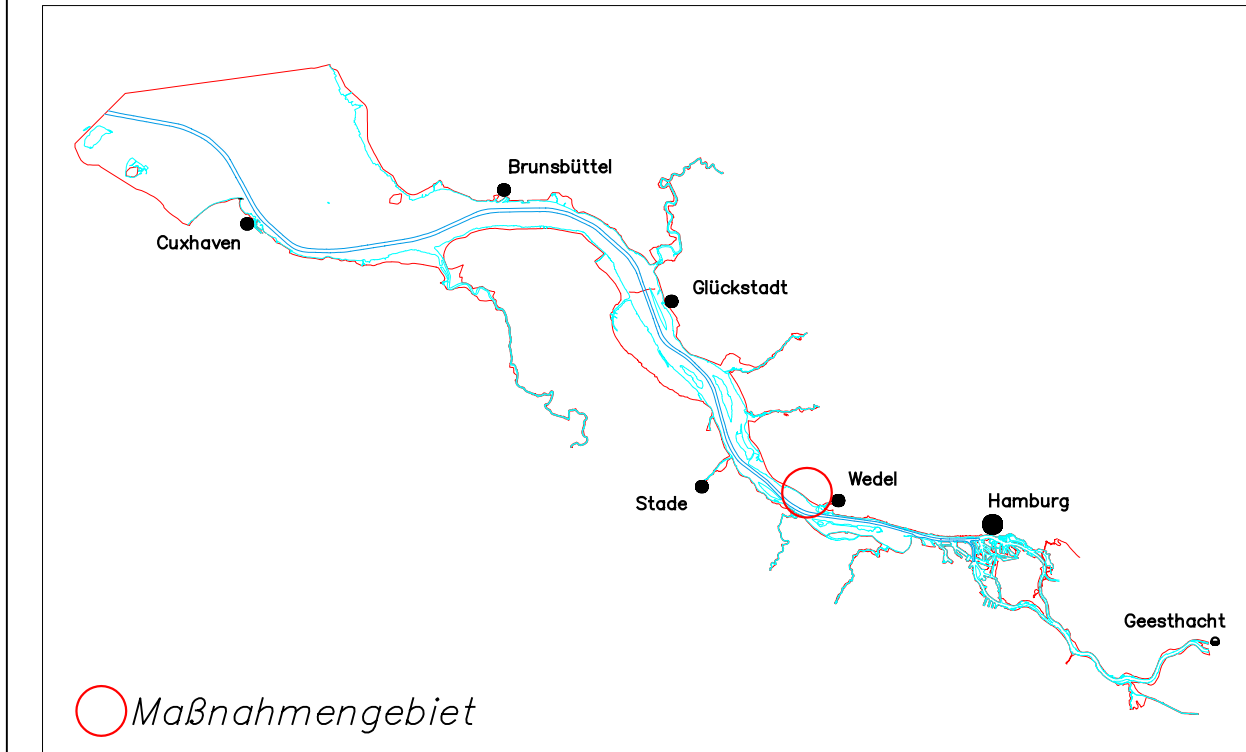 Brunsbüttel
Cuxhaven
Glückstadt
Wedel
Stade
Hamburg
Geesthacht
Maßnahmengebiet